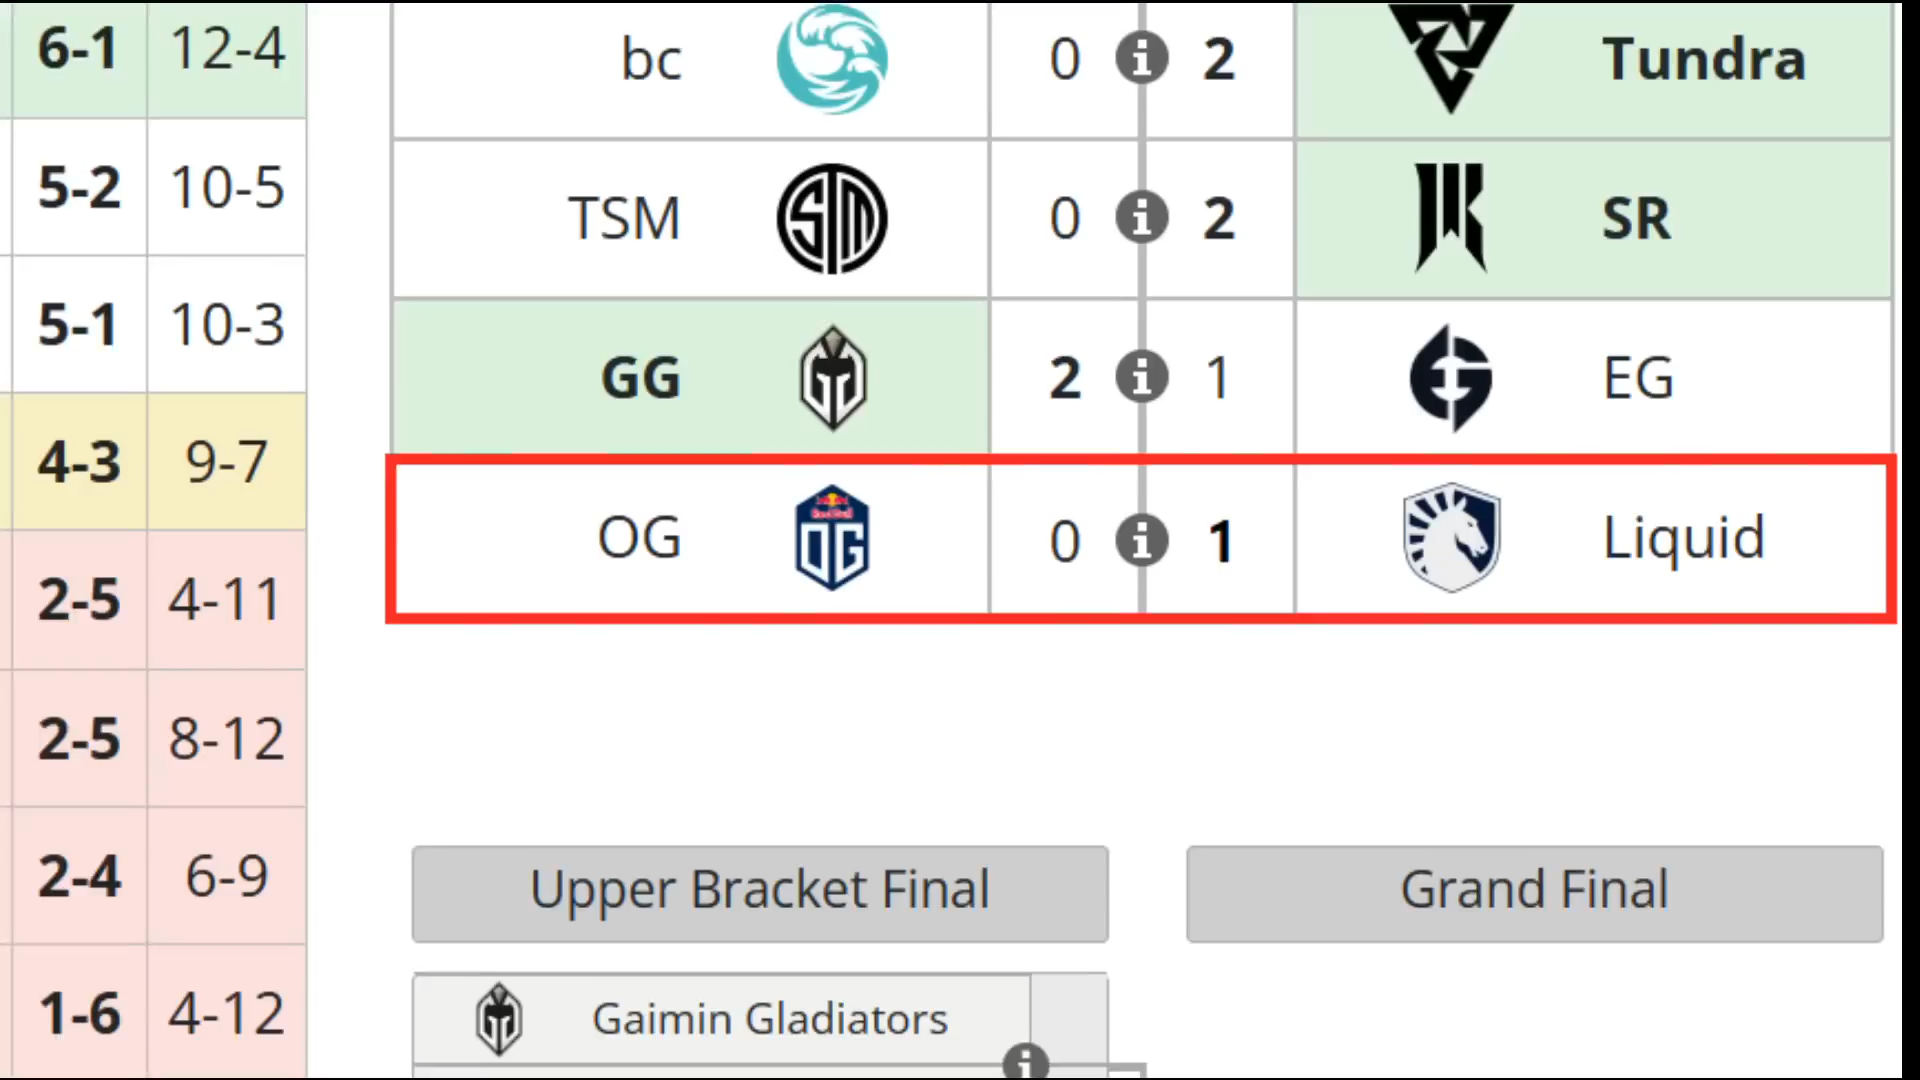 6-1 12-4
5-2 10-5
5-1 10-3
4-3 9-7
2-5 4-11
2-5 8-12
2-4 6-9
1-6 4-12
bc 0 i 2 Tundra
TSM TSM 0 i 2 SR
GG 2 i 1 EG
OG OG 0 i 1 Liquid
Upper Bracket Final
Grand Final
Gaimin Gladiators
i